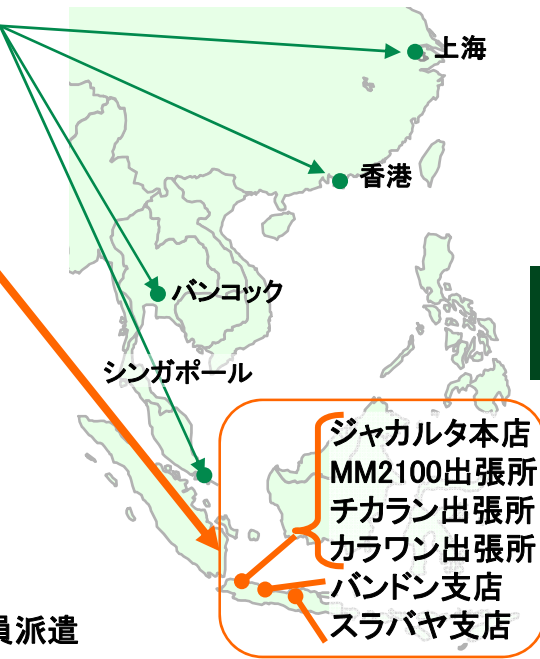 上海
香港
バンコック
シンガポール
ジャカルタ本店
MM2100出張所
チカラン出張所
カラワン出張所
バンドン支店
スラバヤ支店
員派遣